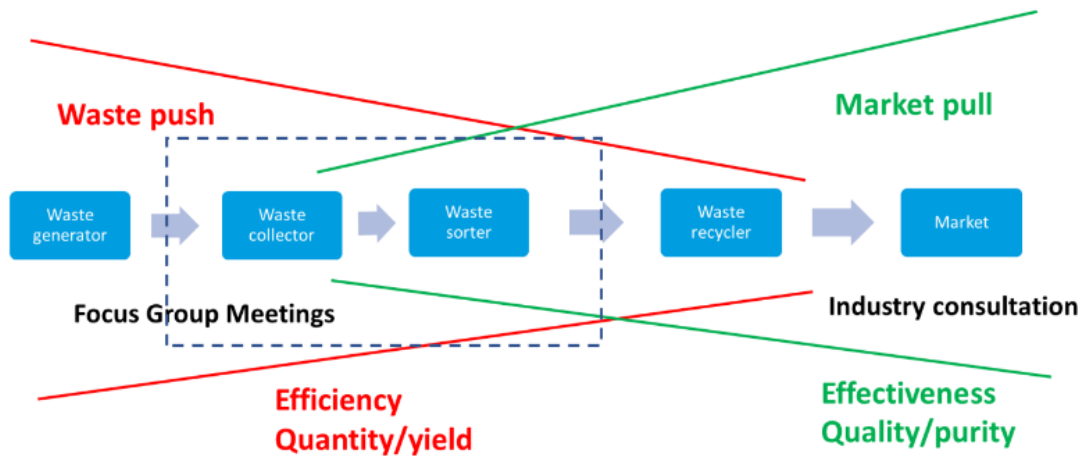 Waste push
Market pull
Waste
generator
Waste
collector
Waste
sorter
Waste
recycler
Market
Focus Group Meetings
Industry consultation
Efficiency
Quantity/yield
Effectiveness
Quality/purity